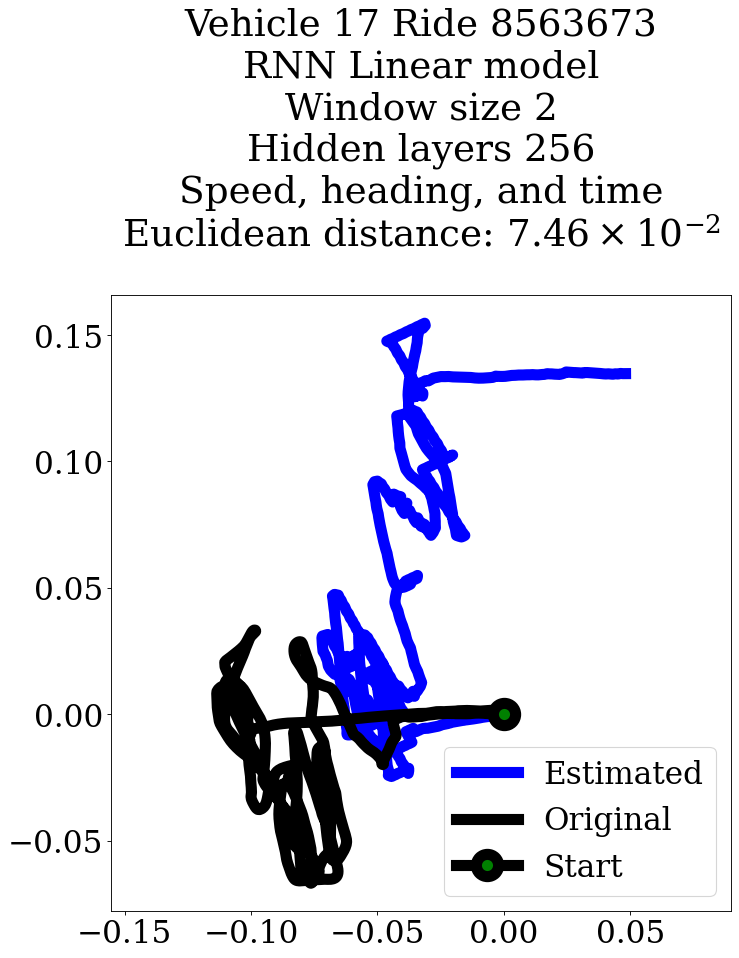 Vehicle 17 Ride 8563673
RNN Linear model
Window size 2
Hidden layers 256
Speed, heading, and time
Euclidean distance: 7.46 × 10⁻²
0.15
0.10
0.05
0.00
−0.05
Estimated
Original
Start
−0.15 −0.10 −0.05 0.00 0.05